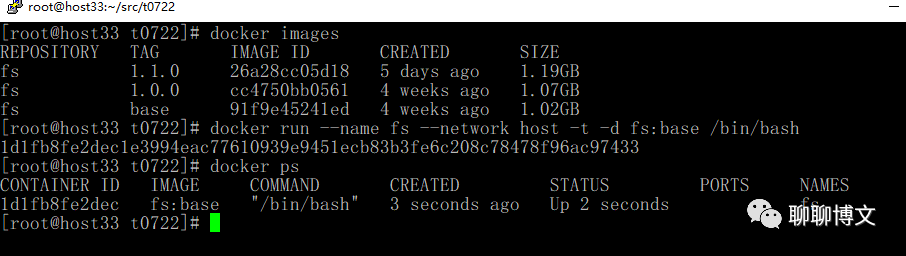 root@host33:~/src/t0722
[root@host33 t0722]# docker images
REPOSITORY TAG IMAGE ID CREATED SIZE
fs 1.1.0 26a28cc05d18 5 days ago 1.19GB
fs 1.0.0 cc4750bb0561 4 weeks ago 1.07GB
fs base 91f9e45241ed 4 weeks ago 1.02GB
[root@host33 t0722]# docker run --name fs --network host -t -d fs:base /bin/bash
1d1fb8fe2dec1e3994eac77610939e9451ecb83b3fe6c208c78478f96ac97433
[root@host33 t0722]# docker ps
CONTAINER ID IMAGE COMMAND CREATED STATUS PORTS NAMES
1d1fb8fe2dec fs:base "/bin/bash" 3 seconds ago Up 2 seconds fs
[root@host33 t0722]#
聊聊博文